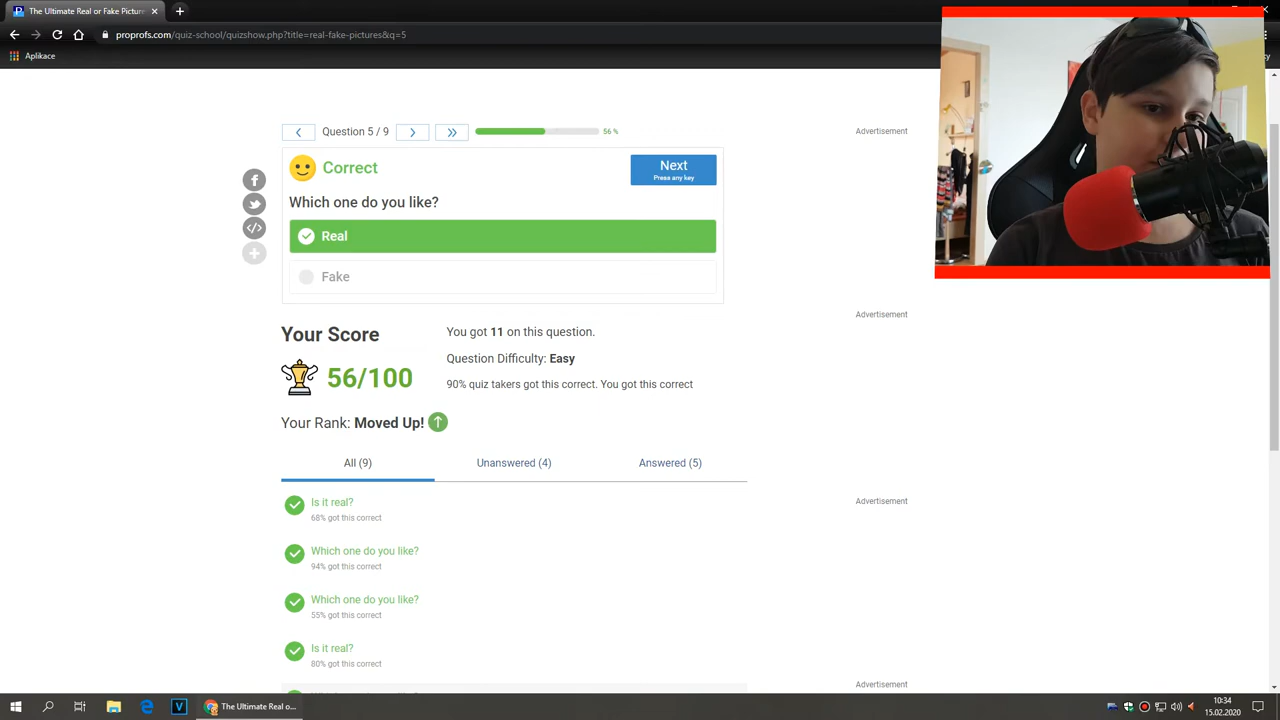 The Ultimate Real or Fake Picture
proprofs.com/quiz-school/quizshow.php?title=real-fake-pictures&q=5
Aplikace
Question 5 / 9
56 %
Advertisement
Correct
Next
Press any key
Which one do you like?
Real
Fake
Advertisement
Your Score
You got 11 on this question.
Question Difficulty: Easy
56/100
90% quiz takers got this correct. You got this correct
Your Rank: Moved Up!
All (9)
Unanswered (4)
Answered (5)
Is it real?
68% got this correct
Advertisement
Which one do you like?
94% got this correct
Which one do you like?
55% got this correct
Is it real?
80% got this correct
Advertisement
The Ultimate Real o...
10:34
15.02.2020